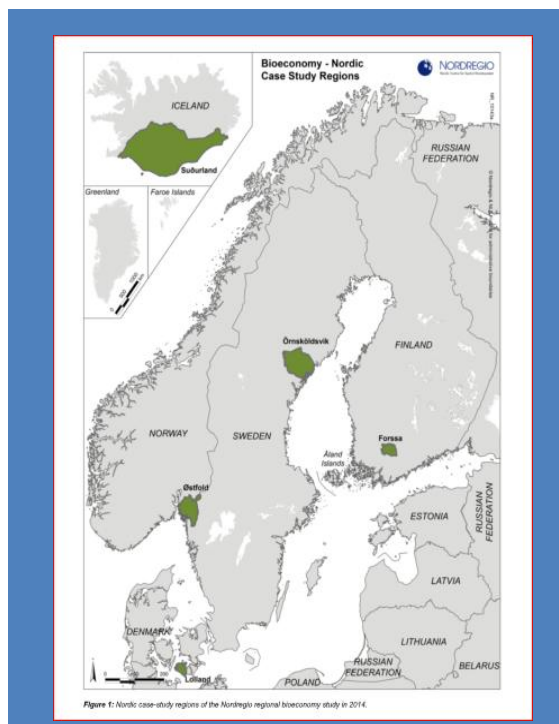 Bioeconomy - Nordic
Case Study Regions
NORDREGIO
ICELAND
Suðurland
Greenland
Faroe Islands
RUSSIAN
FEDERATION
Örnsköldsvik
FINLAND
NORWAY
SWEDEN
Forssa
Åland
Islands
Østfold
ESTONIA
RUSSIAN
FEDERATION
LATVIA
DENMARK
LITHUANIA
Lolland
RUSSIAN
FEDERATION
BELARUS
POLAND
Figure 1: Nordic case-study regions of the Nordregio regional bioeconomy study in 2014.